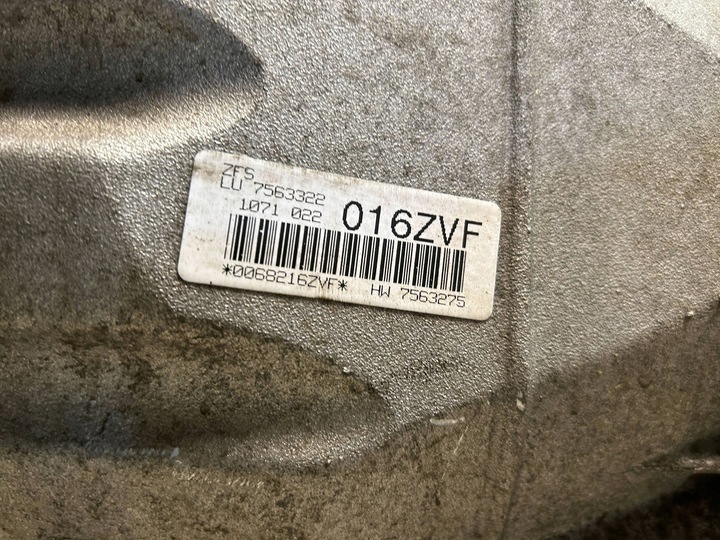 ZFS
LU 7563322
1071 022 016ZVF
*0068216ZVF* HW 7563275